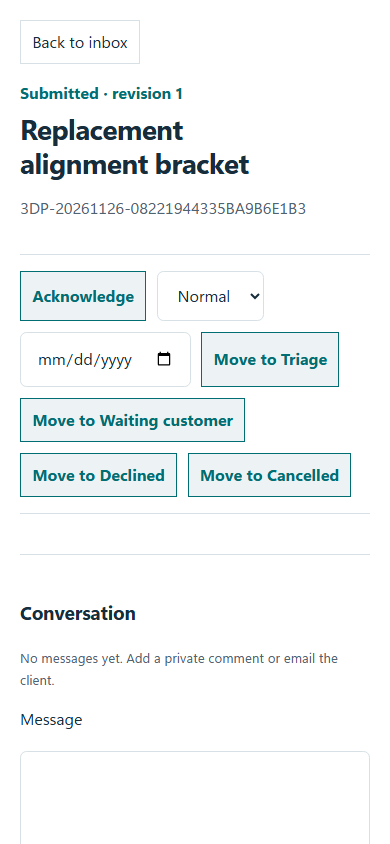 Back to inbox
Submitted · revision 1
Replacement
alignment bracket
3DP-20261126-08221944335BA9B6E1B3
Acknowledge
Normal
mm/dd/yyyy
Move to Triage
Move to Waiting customer
Move to Declined
Move to Cancelled
Conversation
No messages yet. Add a private comment or email the
client.
Message